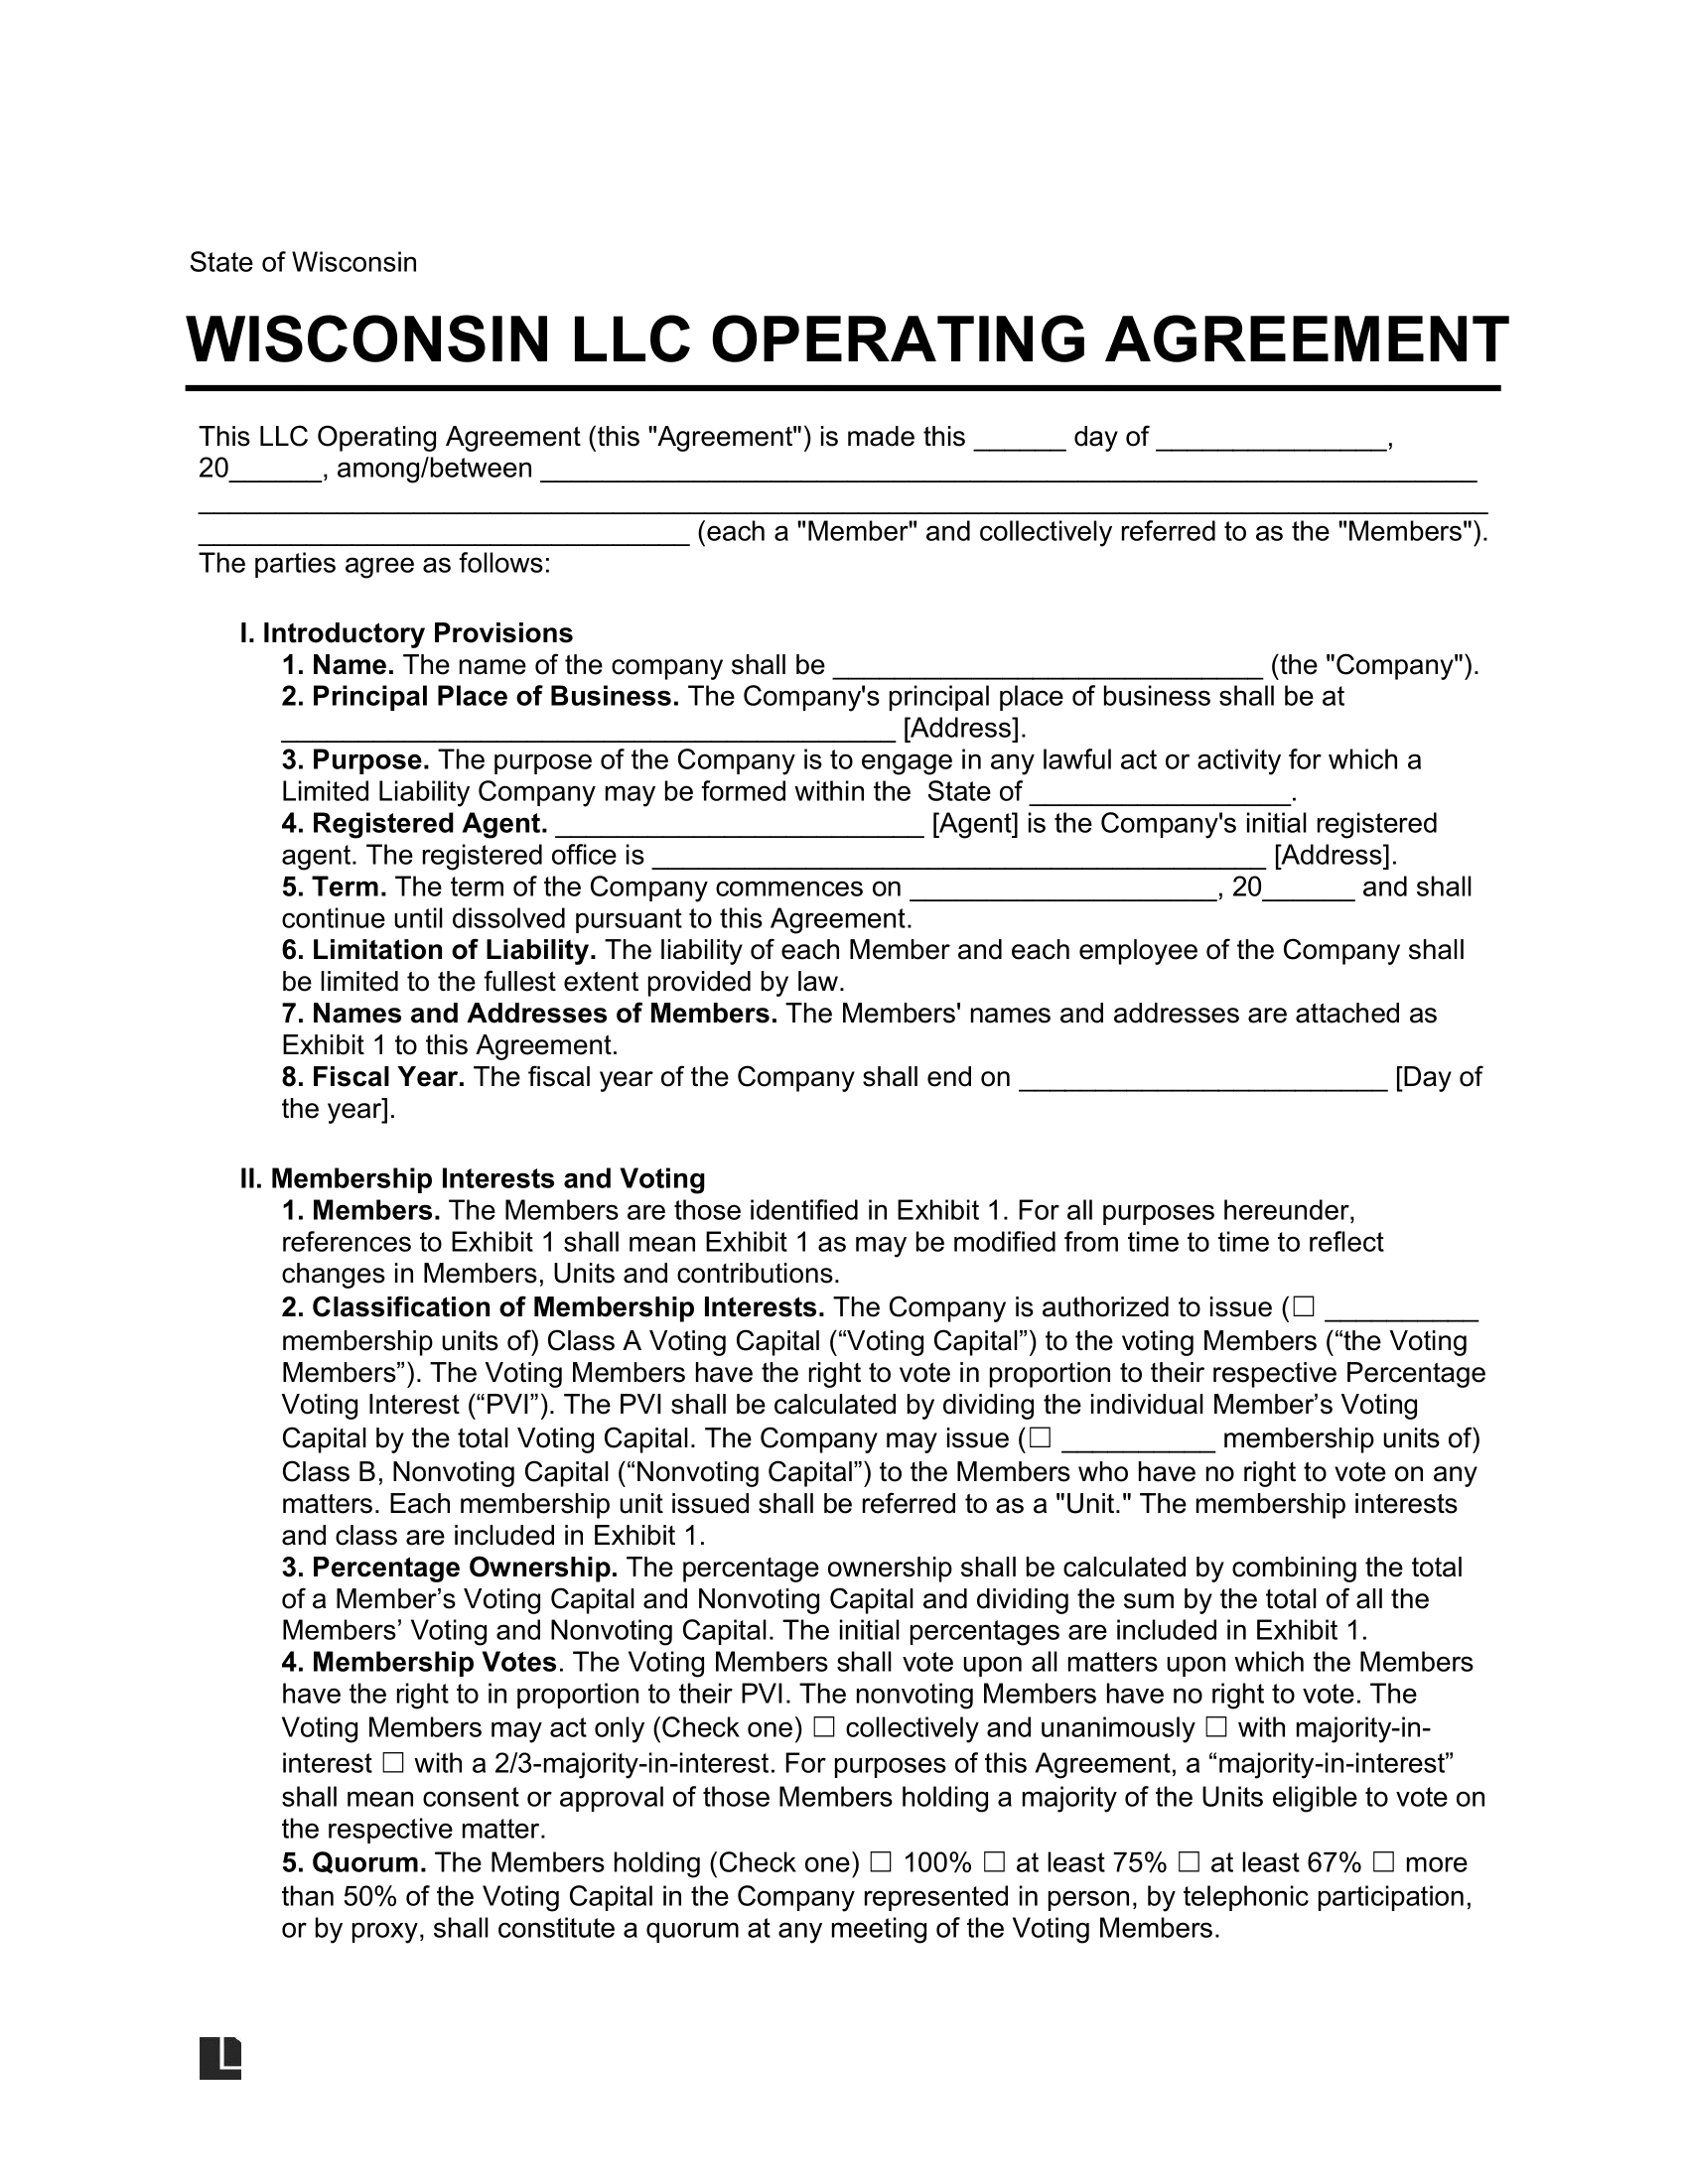 State of Wisconsin
WISCONSIN LLC OPERATING AGREEMENT
This LLC Operating Agreement (this "Agreement") is made this ______ day of _______________,
20______, among/between _____________________________________________________________
____________________________________________________________________________________
________________________________ (each a "Member" and collectively referred to as the "Members").
The parties agree as follows:
I. Introductory Provisions
1. Name. The name of the company shall be ____________________________ (the "Company").
2. Principal Place of Business. The Company's principal place of business shall be at
________________________________________ [Address].
3. Purpose. The purpose of the Company is to engage in any lawful act or activity for which a
Limited Liability Company may be formed within the  State of _________________.
4. Registered Agent. ________________________ [Agent] is the Company's initial registered
agent. The registered office is ________________________________________ [Address].
5. Term. The term of the Company commences on ____________________, 20______ and shall
continue until dissolved pursuant to this Agreement.
6. Limitation of Liability. The liability of each Member and each employee of the Company shall
be limited to the fullest extent provided by law.
7. Names and Addresses of Members. The Members' names and addresses are attached as
Exhibit 1 to this Agreement.
8. Fiscal Year. The fiscal year of the Company shall end on ________________________ [Day of
the year].
II. Membership Interests and Voting
1. Members. The Members are those identified in Exhibit 1. For all purposes hereunder,
references to Exhibit 1 shall mean Exhibit 1 as may be modified from time to time to reflect
changes in Members, Units and contributions.
2. Classification of Membership Interests. The Company is authorized to issue (☐ __________
membership units of) Class A Voting Capital (“Voting Capital”) to the voting Members (“the Voting
Members”). The Voting Members have the right to vote in proportion to their respective Percentage
Voting Interest (“PVI”). The PVI shall be calculated by dividing the individual Member’s Voting
Capital by the total Voting Capital. The Company may issue (☐ __________ membership units of)
Class B, Nonvoting Capital (“Nonvoting Capital”) to the Members who have no right to vote on any
matters. Each membership unit issued shall be referred to as a "Unit." The membership interests
and class are included in Exhibit 1.
3. Percentage Ownership. The percentage ownership shall be calculated by combining the total
of a Member’s Voting Capital and Nonvoting Capital and dividing the sum by the total of all the
Members’ Voting and Nonvoting Capital. The initial percentages are included in Exhibit 1.
4. Membership Votes. The Voting Members shall vote upon all matters upon which the Members
have the right to in proportion to their PVI. The nonvoting Members have no right to vote. The
Voting Members may act only (Check one) ☐ collectively and unanimously ☐ with majority-in-
interest ☐ with a 2/3-majority-in-interest. For purposes of this Agreement, a “majority-in-interest”
shall mean consent or approval of those Members holding a majority of the Units eligible to vote on
the respective matter.
5. Quorum. The Members holding (Check one) ☐ 100% ☐ at least 75% ☐ at least 67% ☐ more
than 50% of the Voting Capital in the Company represented in person, by telephonic participation,
or by proxy, shall constitute a quorum at any meeting of the Voting Members.